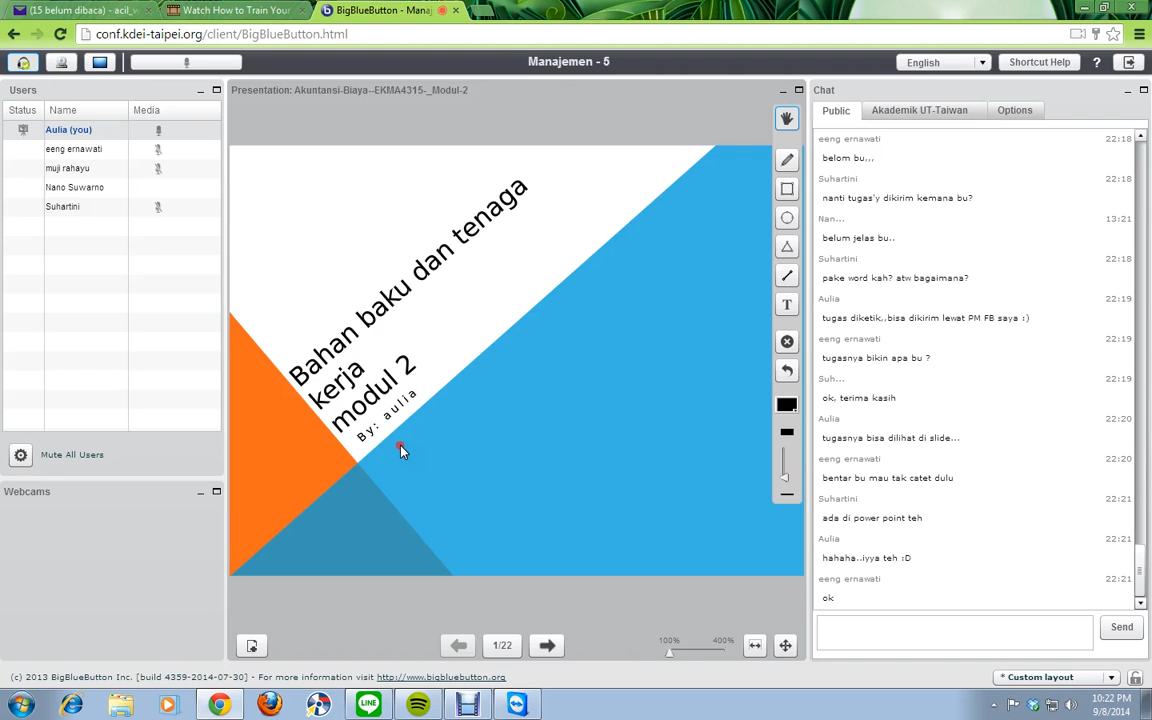 (15 belum dibaca) - acil_w
Watch How to Train Your
BigBlueButton - Manaj
conf.kdei-taipei.org/client/BigBlueButton.html
Manajemen - 5
English
Shortcut Help
?
Users
Status Name Media
Aulia (you)
eeng ernawati
muji rahayu
Nano Suwarno
Suhartini
Mute All Users
Webcams
Presentation: Akuntansi-Biaya--EKMA4315-_Modul-2
Bahan baku dan tenaga
kerja
modul 2
By: aulia
T
1/22
100% 400%
Chat
Public Akademik UT-Taiwan Options
eeng ernawati 22:18
belom bu,,,
Suhartini 22:18
nanti tugas'y dikirim kemana bu?
Nan... 13:21
belum jelas bu..
Suhartini 22:18
pake word kah? atw bagaimana?
Aulia 22:19
tugas diketik,,bisa dikirim lewat PM FB saya :)
eeng ernawati 22:19
tugasnya bikin apa bu ?
Suh... 22:19
ok, terima kasih
Aulia 22:20
tugasnya bisa dilihat di slide...
eeng ernawati 22:20
bentar bu mau tak catet dulu
Suhartini 22:21
ada di power point teh
Aulia 22:21
hahaha..iyya teh :D
eeng ernawati 22:21
ok
Send
(c) 2013 BigBlueButton Inc. [build 4359-2014-07-30] - For more information visit http://www.bigbluebutton.org
* Custom layout
LINE
10:22 PM
9/8/2014